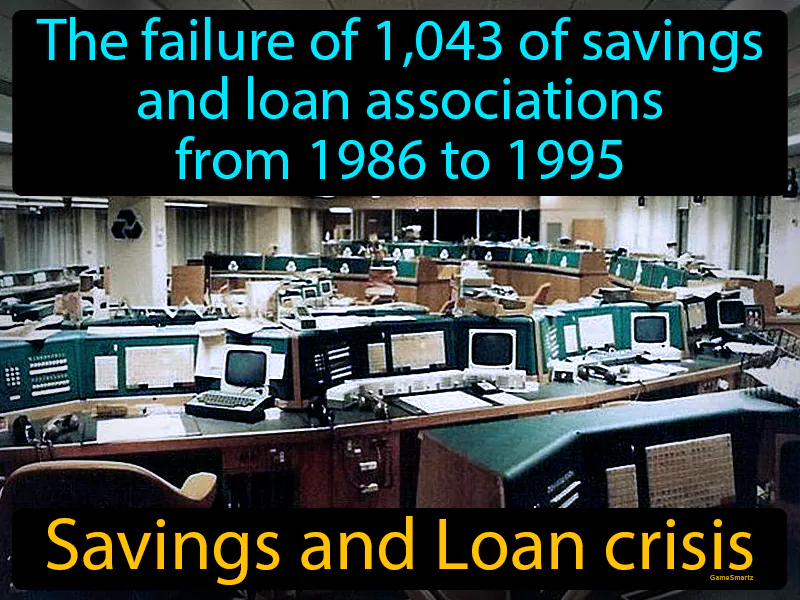 The failure of 1,043 of savings
and loan associations
from 1986 to 1995
Savings and Loan crisis
GameSmartz